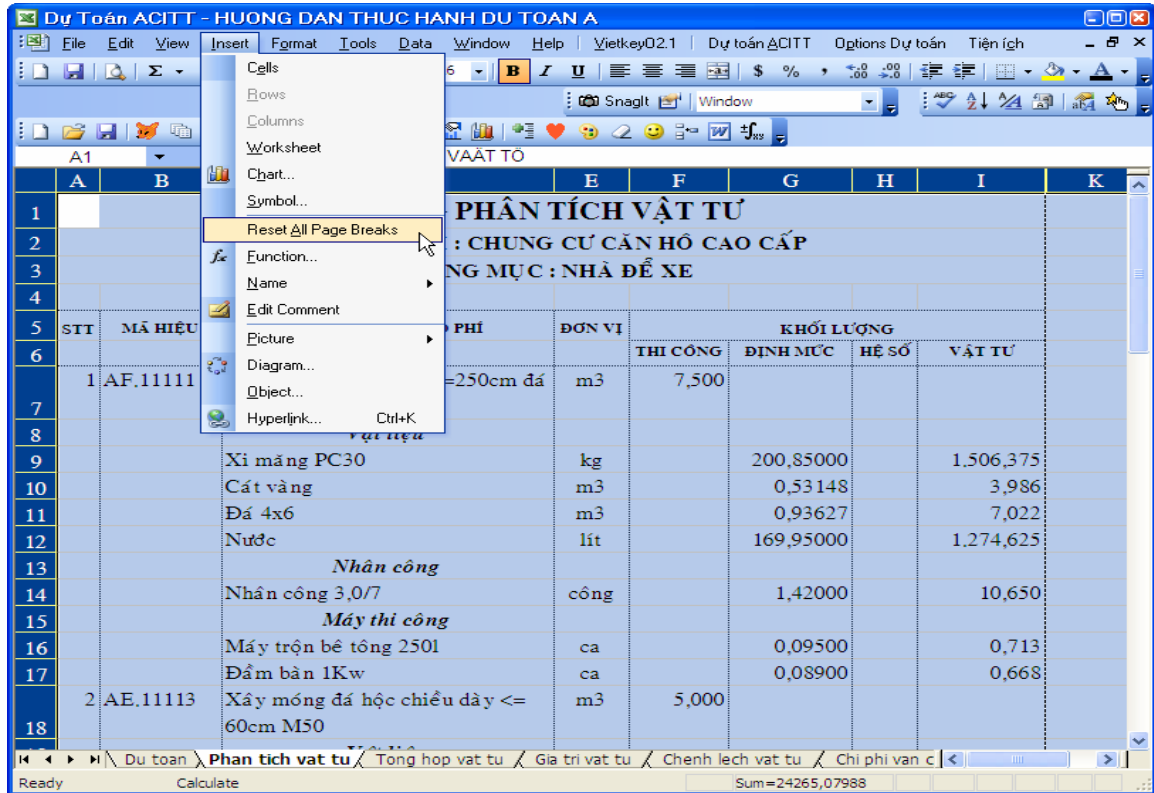 Dự Toán ACITT - HUONG DAN THUC HANH DU TOAN A
File Edit View Insert Format Tools Data Window Help Vietkey02.1 Dự toán ACITT Options Dự toán Tiện ích
Σ 6 B I U $ % ,
SnagIt Window
A1 VAÄT TÖ
Cells
Rows
Columns
Worksheet
Chart...
Symbol...
Reset All Page Breaks
Function...
Name
Edit Comment
Picture
Diagram...
Object...
Hyperlink... Ctrl+K
A B E F G H I K
1 PHÂN TÍCH VẬT TƯ
2 : CHUNG CƯ CĂN HÔ CAO CẤP
3 NG MỤC : NHÀ ĐỂ XE
4
5 STT MÃ HIỆU PHÍ ĐƠN VỊ KHỐI LƯỢNG
6 THI CÔNG ĐỊNH MỨC HỆ SỐ VẬT TƯ
1 AF.11111 =250cm đá m3 7,500
7
8 Vật liệu
9 Xi măng PC30 kg 200,85000 1.506,375
10 Cát vàng m3 0,53148 3,986
11 Đá 4x6 m3 0,93627 7,022
12 Nước lít 169,95000 1.274,625
13 Nhân công
14 Nhân công 3,0/7 công 1,42000 10,650
15 Máy thi công
16 Máy trộn bê tông 250l ca 0,09500 0,713
17 Đầm bàn 1Kw ca 0,08900 0,668
2 AE.11113 Xây móng đá hộc chiều dày <= m3 5,000
18 60cm M50
Du toan Phan tich vat tu Tong hop vat tu Gia tri vat tu Chenh lech vat tu Chi phi van c
Ready Calculate Sum=24265,07988